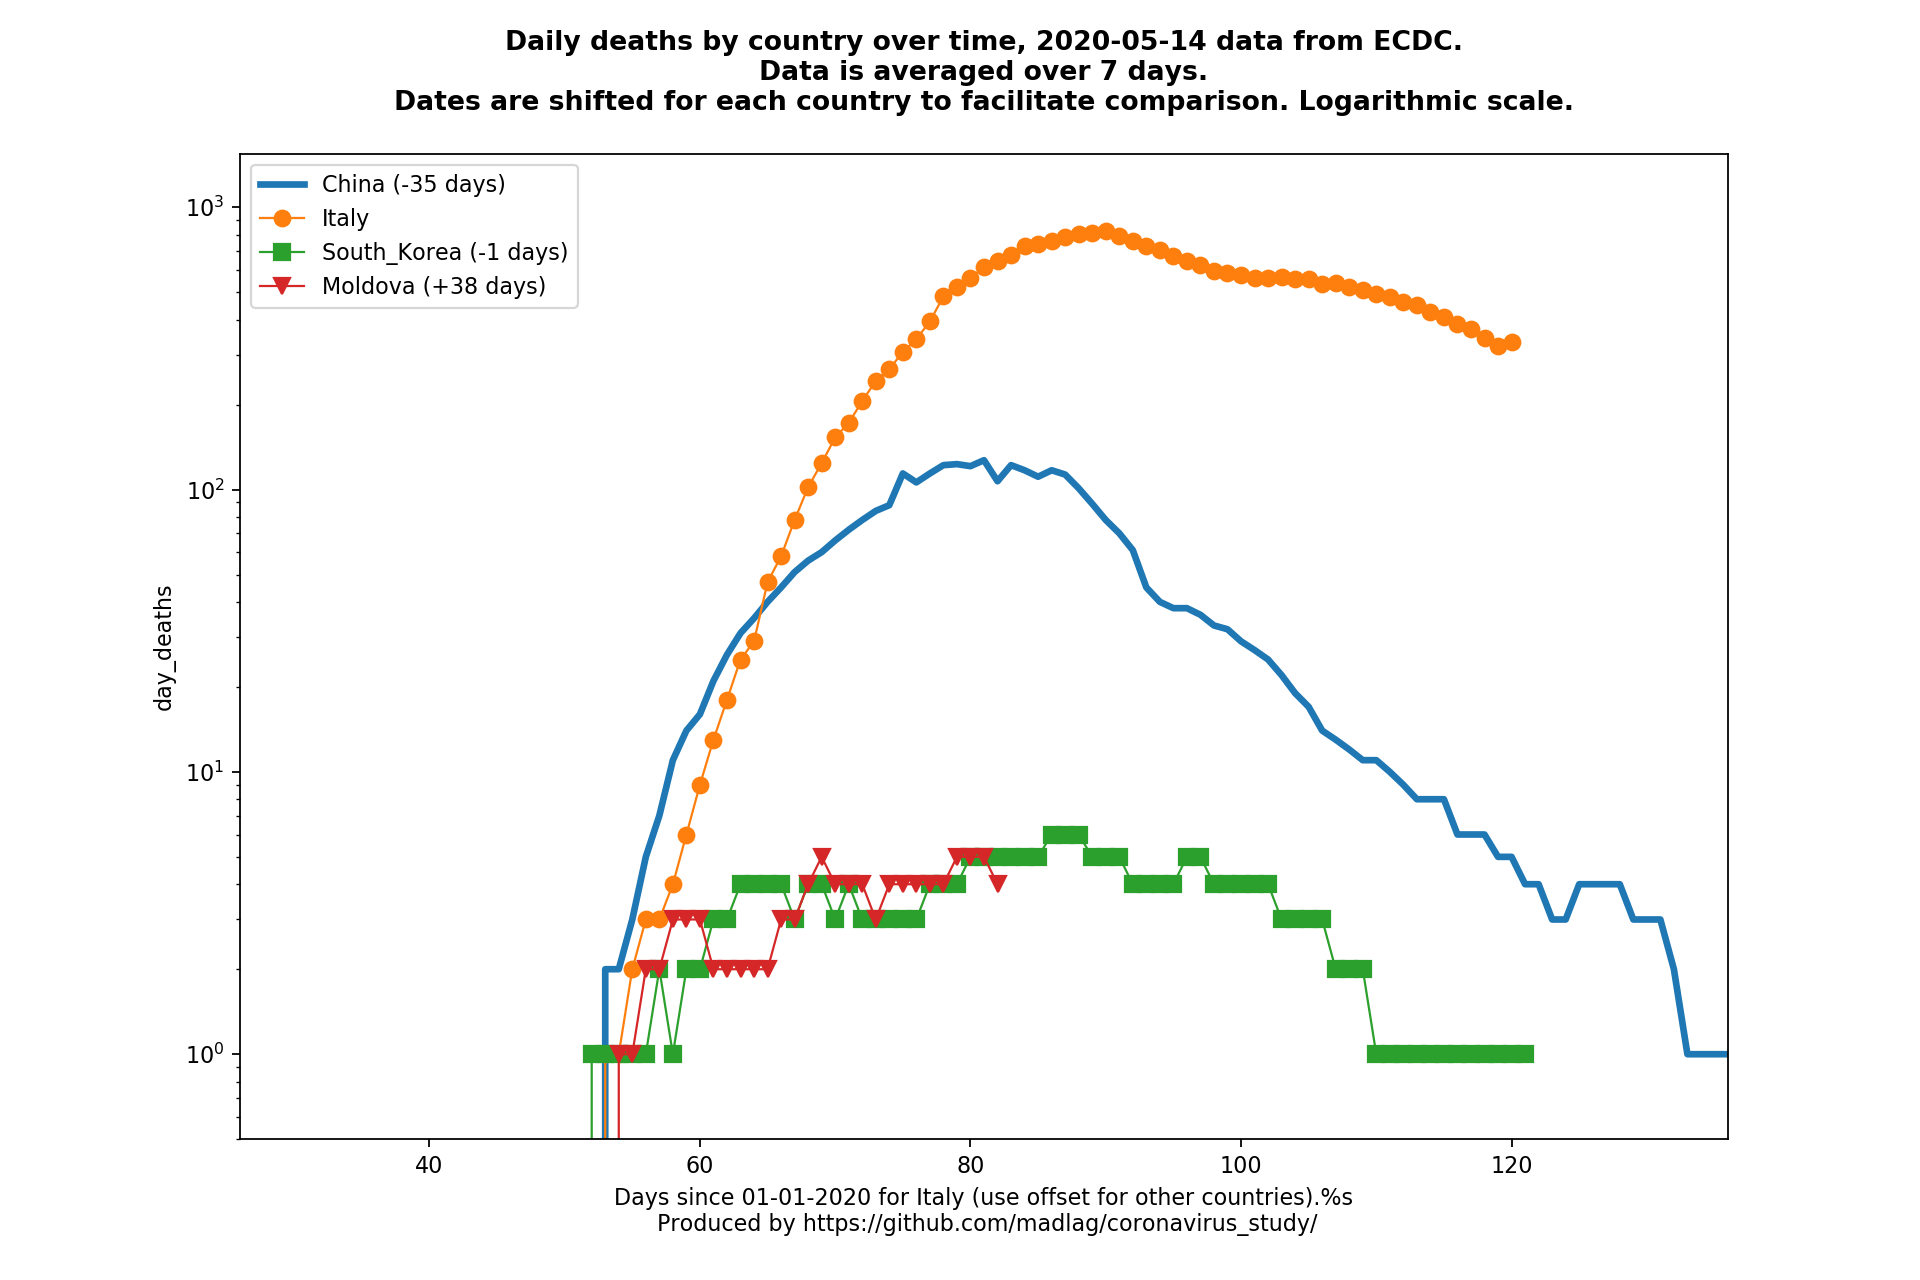 Daily deaths by country over time, 2020-05-14 data from ECDC.
Data is averaged over 7 days.
Dates are shifted for each country to facilitate comparison. Logarithmic scale.
China (-35 days)
Italy
South_Korea (-1 days)
Moldova (+38 days)
10³
10²
10¹
10⁰
day_deaths
40 60 80 100 120
Days since 01-01-2020 for Italy (use offset for other countries).%s
Produced by https://github.com/madlag/coronavirus_study/